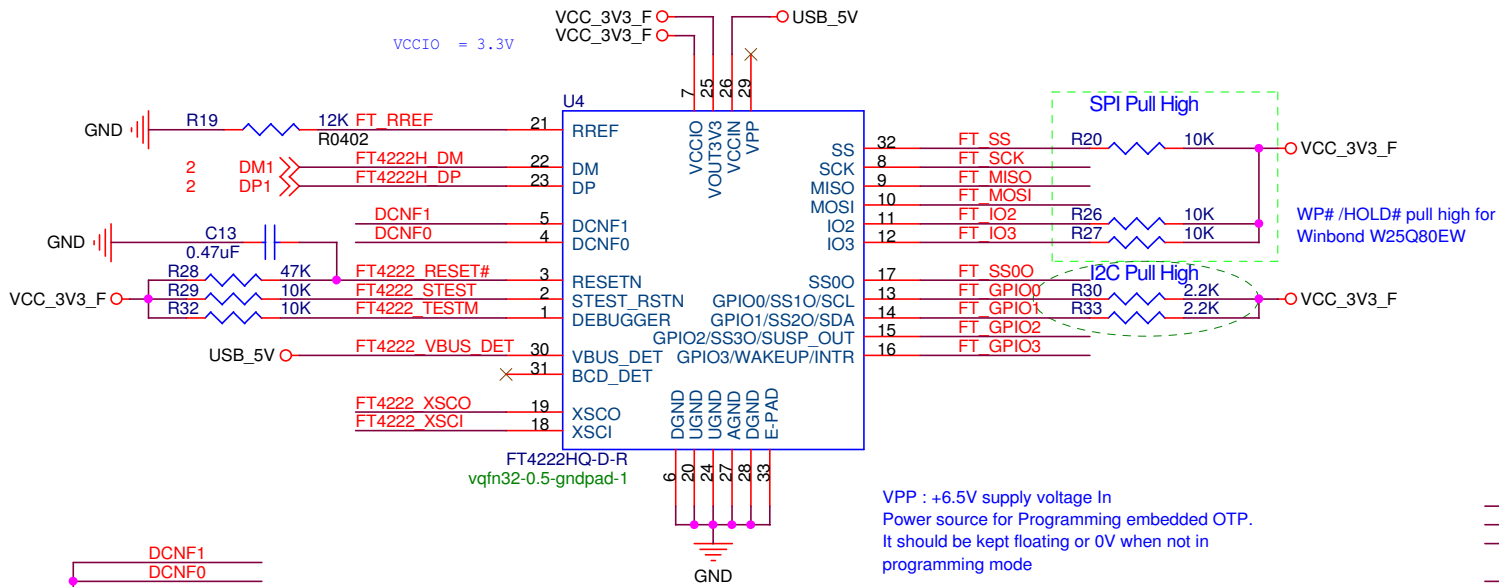 VCC_3V3_F
USB_5V
VCC_3V3_F
VCCIO = 3.3V
7
25
26
29
U4
VCCIO
VOUT3V3
VCCIN
VPP
GND
R19
12K
R0402
FT_RREF
21
RREF
2
DM1
FT4222H_DM
22
DM
2
DP1
FT4222H_DP
23
DP
DCNF1
5
DCNF1
DCNF0
4
DCNF0
GND
C13
0.47uF
R28
47K
FT4222_RESET#
3
RESETN
VCC_3V3_F
R29
10K
FT4222_STEST
2
STEST_RSTN
R32
10K
FT4222_TESTM
1
DEBUGGER
USB_5V
FT4222_VBUS_DET
30
VBUS_DET
31
BCD_DET
FT4222_XSCO
19
XSCO
FT4222_XSCI
18
XSCI
SPI Pull High
SS
32
FT_SS
R20
10K
VCC_3V3_F
SCK
8
FT_SCK
MISO
9
FT_MISO
MOSI
10
FT_MOSI
IO2
11
FT_IO2
R26
10K
IO3
12
FT_IO3
R27
10K
WP# /HOLD# pull high for
Winbond W25Q80EW
SS0O
17
FT_SS0O
I2C Pull High
GPIO0/SS1O/SCL
13
FT_GPIO0
R30
2.2K
VCC_3V3_F
GPIO1/SS2O/SDA
14
FT_GPIO1
R33
2.2K
GPIO2/SS3O/SUSP_OUT
15
FT_GPIO2
GPIO3/WAKEUP/INTR
16
FT_GPIO3
DGND
UGND
UGND
AGND
DGND
E-PAD
FT4222HQ-D-R
vqfn32-0.5-gndpad-1
6
20
24
27
28
33
GND
VPP : +6.5V supply voltage In
Power source for Programming embedded OTP.
It should be kept floating or 0V when not in
programming mode
DCNF1
DCNF0